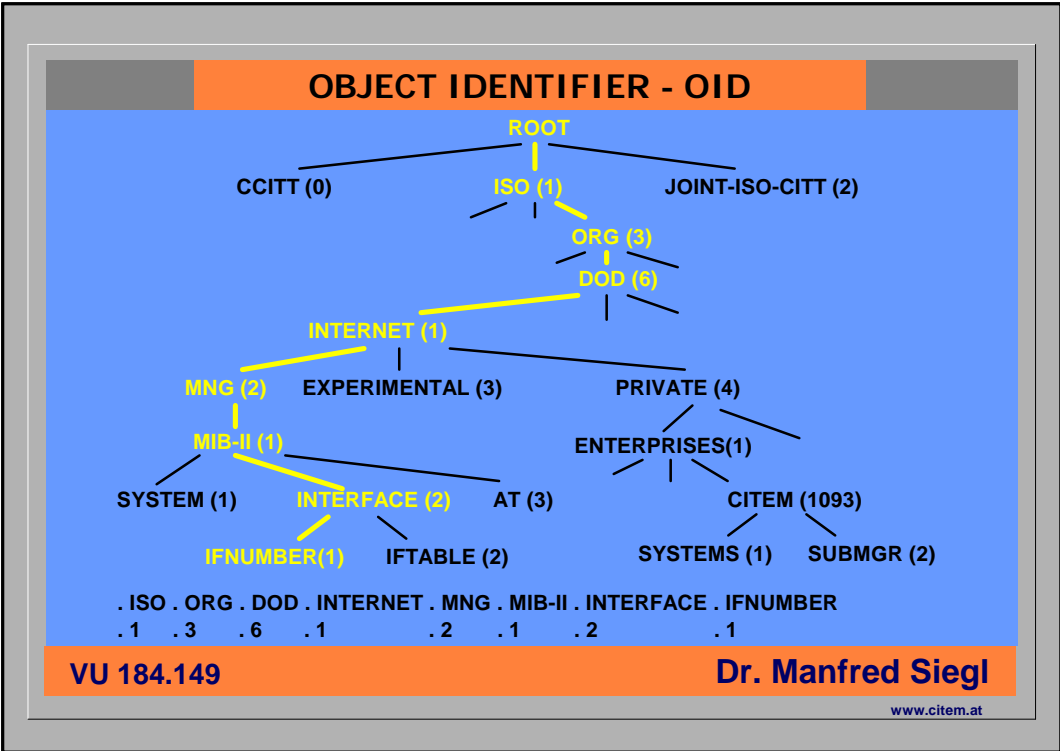 OBJECT IDENTIFIER - OID
ROOT
CCITT (0) ISO (1) JOINT-ISO-CITT (2)
ORG (3)
DOD (6)
INTERNET (1)
MNG (2) EXPERIMENTAL (3) PRIVATE (4)
MIB-II (1) ENTERPRISES(1)
SYSTEM (1) INTERFACE (2) AT (3) CITEM (1093)
IFNUMBER(1) IFTABLE (2) SYSTEMS (1) SUBMGR (2)
. ISO . ORG . DOD . INTERNET . MNG . MIB-II . INTERFACE . IFNUMBER
. 1 . 3 . 6 . 1 . 2 . 1 . 2 . 1
VU 184.149 Dr. Manfred Siegl
www.citem.at